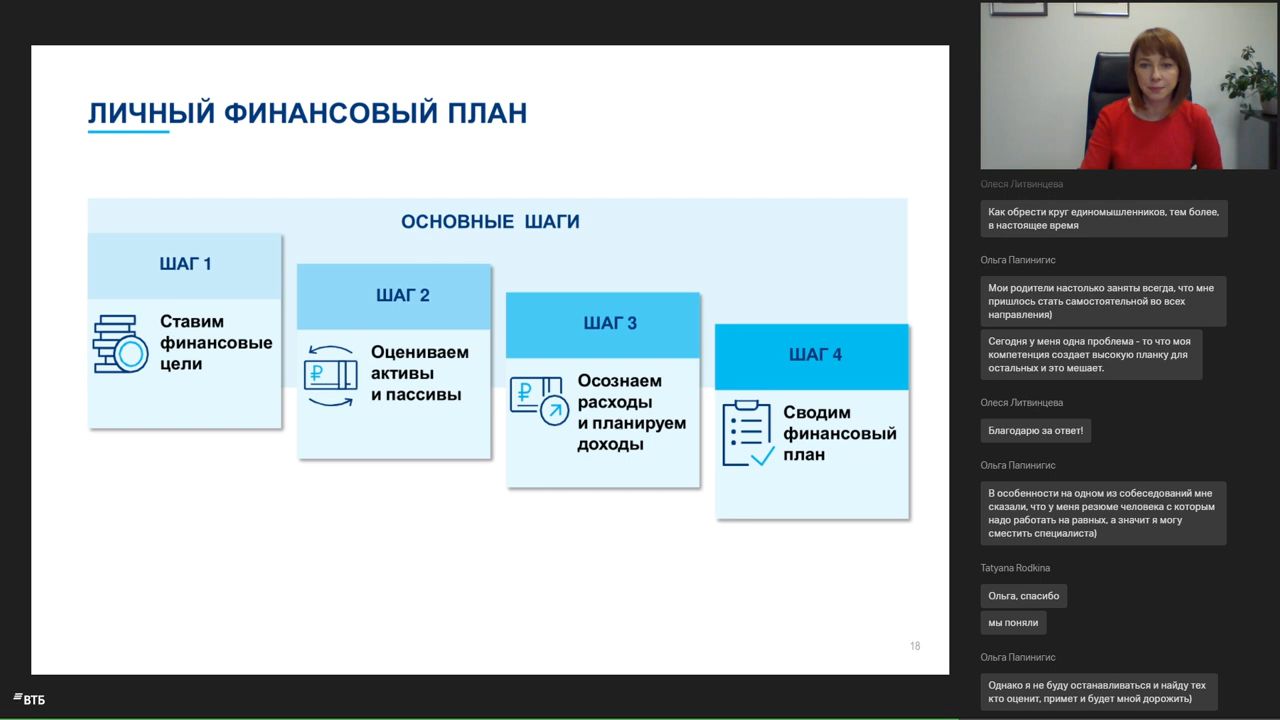 ЛИЧНЫЙ ФИНАНСОВЫЙ ПЛАН
ОСНОВНЫЕ ШАГИ
ШАГ 1
Ставим
финансовые
цели
ШАГ 2
Оцениваем
активы
и пассивы
ШАГ 3
Осознаем
расходы
и планируем
доходы
ШАГ 4
Сводим
финансовый
план
18
ВТБ
Олеся Литвинцева
Как обрести круг единомышленников, тем более,
в настоящее время
Ольга Папинигис
Мои родители настолько заняты всегда, что мне
пришлось стать самостоятельной во всех
направления)
Сегодня у меня одна проблема - то что моя
компетенция создает высокую планку для
остальных и это мешает.
Олеся Литвинцева
Благодарю за ответ!
Ольга Папинигис
В особенности на одном из собеседований мне
сказали, что у меня резюме человека с которым
надо работать на равных, а значит я могу
сместить специалиста)
Tatyana Rodkina
Ольга, спасибо
мы поняли
Ольга Папинигис
Однако я не буду останавливаться и найду тех
кто оценит, примет и будет мной дорожить)